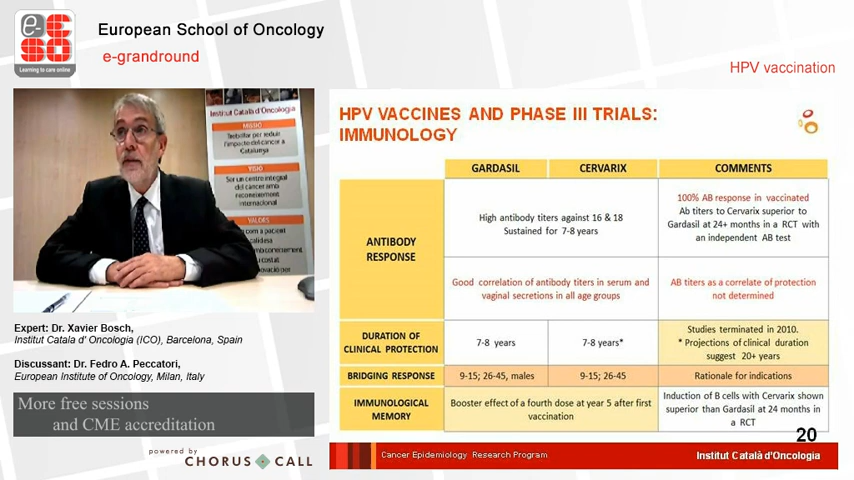 e-
ESO
Learning to care online
European School of Oncology
e-grandround
HPV vaccination
Institut Català d'Oncologia
MISSIÓ
Treballar per reduir
l'impacte del càncer a
Catalunya
VISIÓ
Ser un centre integral
del càncer amb
reconeixement
internacional
VALORS
Expert: Dr. Xavier Bosch,
Institut Catala d' Oncologia (ICO), Barcelona, Spain
Discussant: Dr. Fedro A. Peccatori,
European Institute of Oncology, Milan, Italy
More free sessions
and CME accreditation
powered by
CHORUS CALL
HPV VACCINES AND PHASE III TRIALS:
IMMUNOLOGY
GARDASIL CERVARIX COMMENTS
ANTIBODY
RESPONSE
High antibody titers against 16 & 18
Sustained for 7-8 years
100% AB response in vaccinated
Ab titers to Cervarix superior to
Gardasil at 24+ months in a RCT with
an independent AB test
Good correlation of antibody titers in serum and
vaginal secretions in all age groups
AB titers as a correlate of protection
not determined
DURATION OF
CLINICAL PROTECTION
7-8 years
7-8 years*
Studies terminated in 2010.
* Projections of clinical duration
suggest 20+ years
BRIDGING RESPONSE
9-15; 26-45, males
9-15; 26-45
Rationale for indications
IMMUNOLOGICAL
MEMORY
Booster effect of a fourth dose at year 5 after first
vaccination
Induction of B cells with Cervarix shown
superior than Gardasil at 24 months in
a RCT
20
Cancer Epidemiology Research Program
Institut Català d'Oncologia